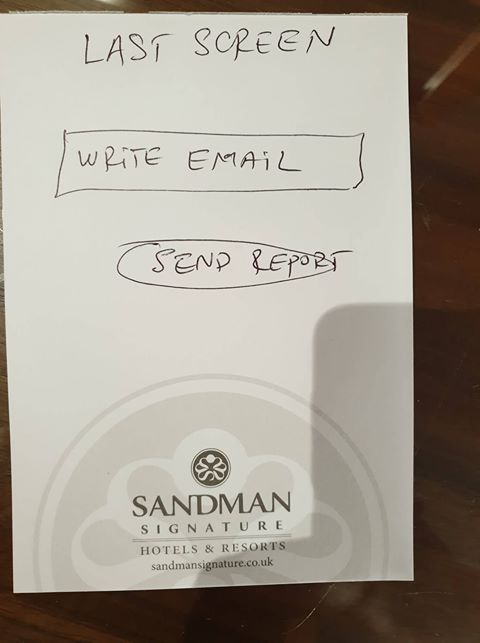 LAST SCREEN
WRiTE EMAiL
SEND REPORT
SANDMAN
SIGNATURE
HOTELS & RESORTS
sandmansignature.co.uk